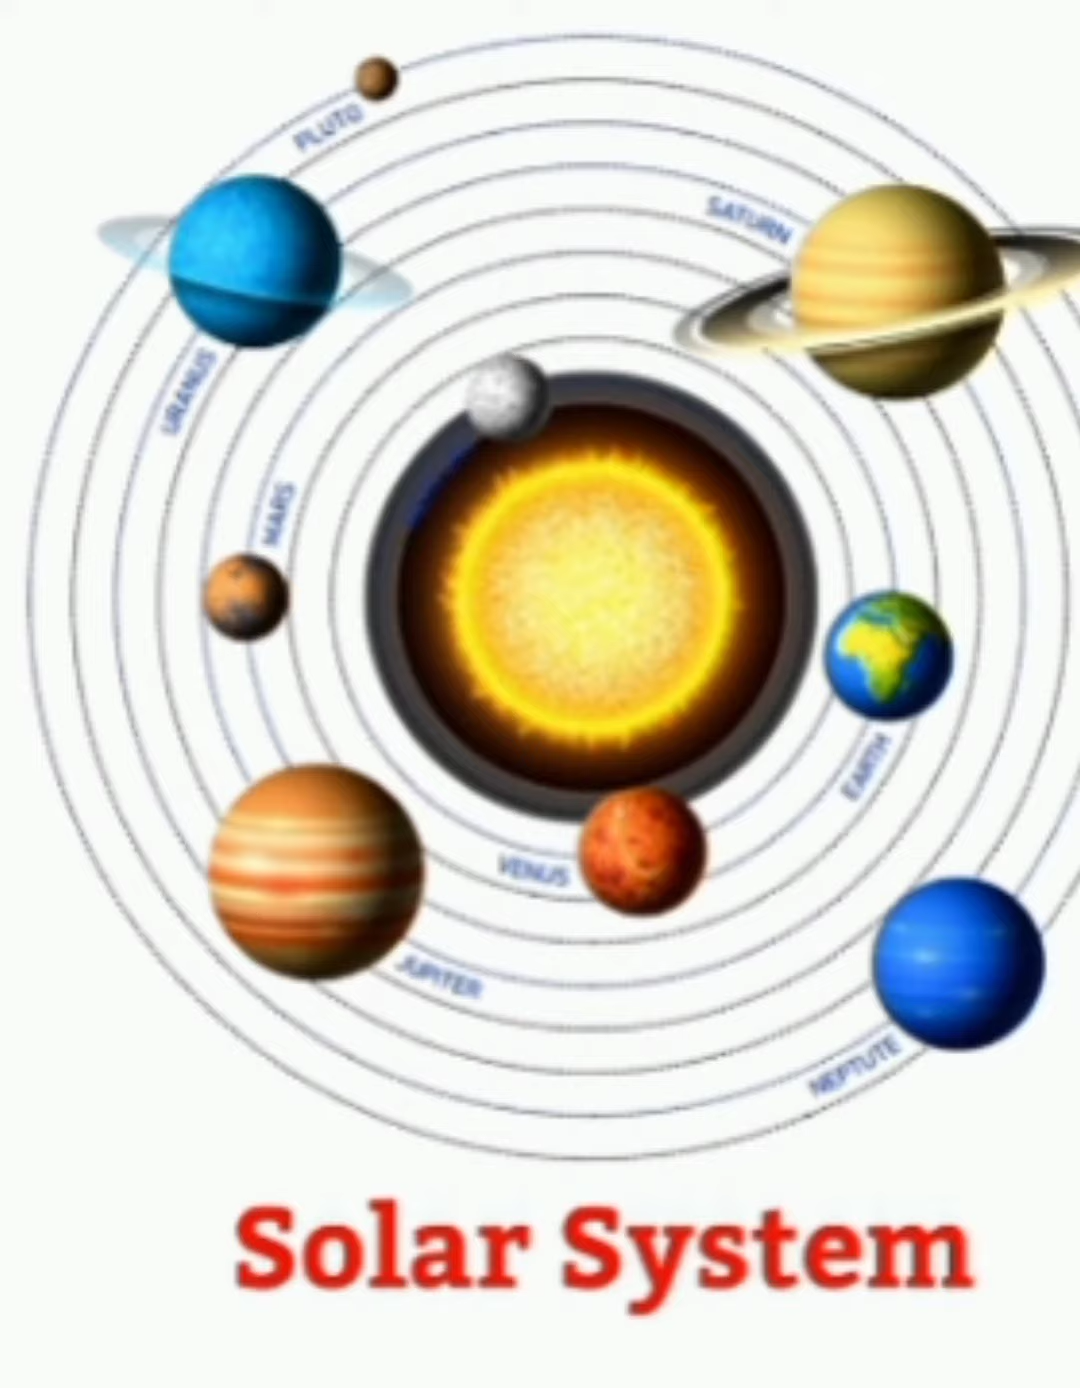 PLUTO
SATURN
URANUS
MARS
EARTH
VENUS
JUPITER
NEPTUTE
Solar System